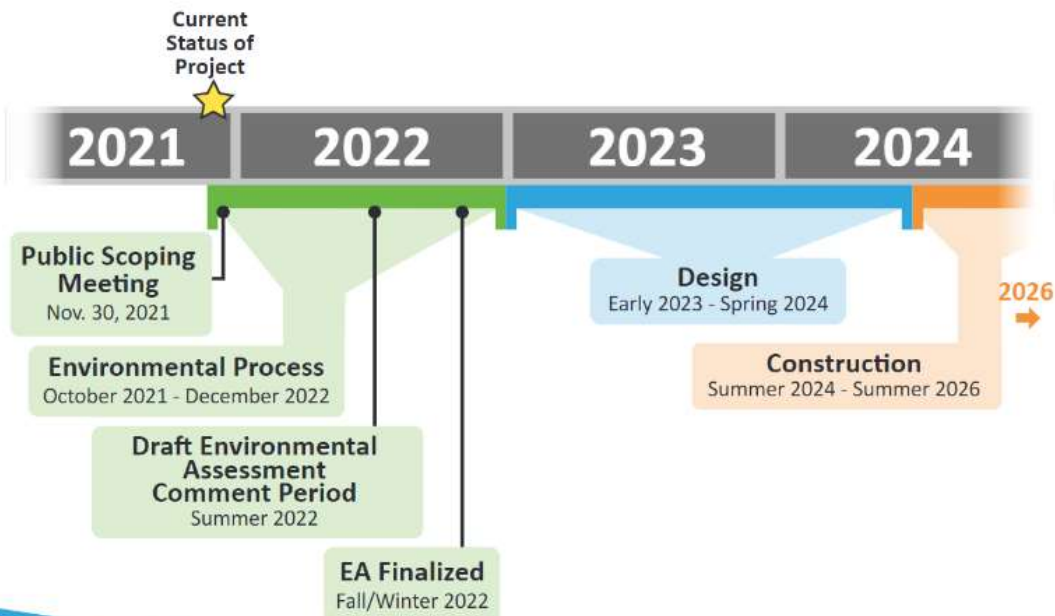 Current
Status of
Project
2021
2022
2023
2024
Public Scoping
Meeting
Nov. 30, 2021
Environmental Process
October 2021 - December 2022
Draft Environmental
Assessment
Comment Period
Summer 2022
EA Finalized
Fall/Winter 2022
Design
Early 2023 - Spring 2024
Construction
Summer 2024 - Summer 2026
2026